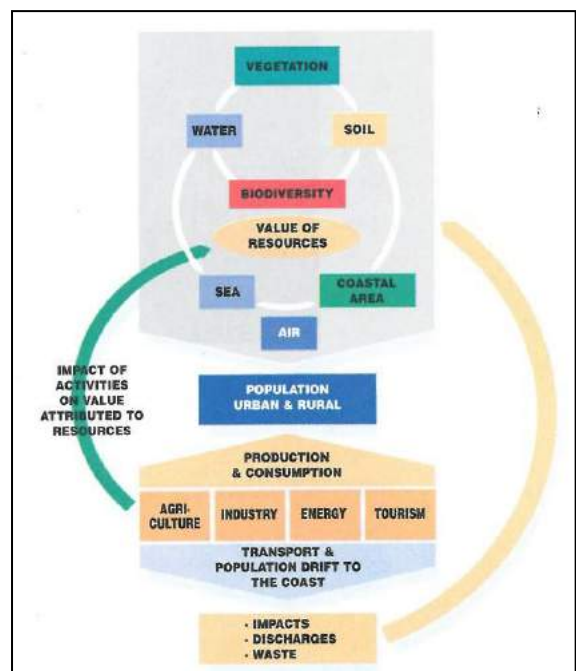 VEGETATION
WATER
SOIL
BIODIVERSITY
VALUE OF
RESOURCES
SEA
COASTAL
AREA
AIR
IMPACT OF
ACTIVITIES
ON VALUE
ATTRIBUTED TO
RESOURCES
POPULATION
URBAN & RURAL
PRODUCTION
& CONSUMPTION
AGRI-
CULTURE
INDUSTRY
ENERGY
TOURISM
TRANSPORT &
POPULATION DRIFT TO
THE COAST
- IMPACTS
- DISCHARGES
- WASTE